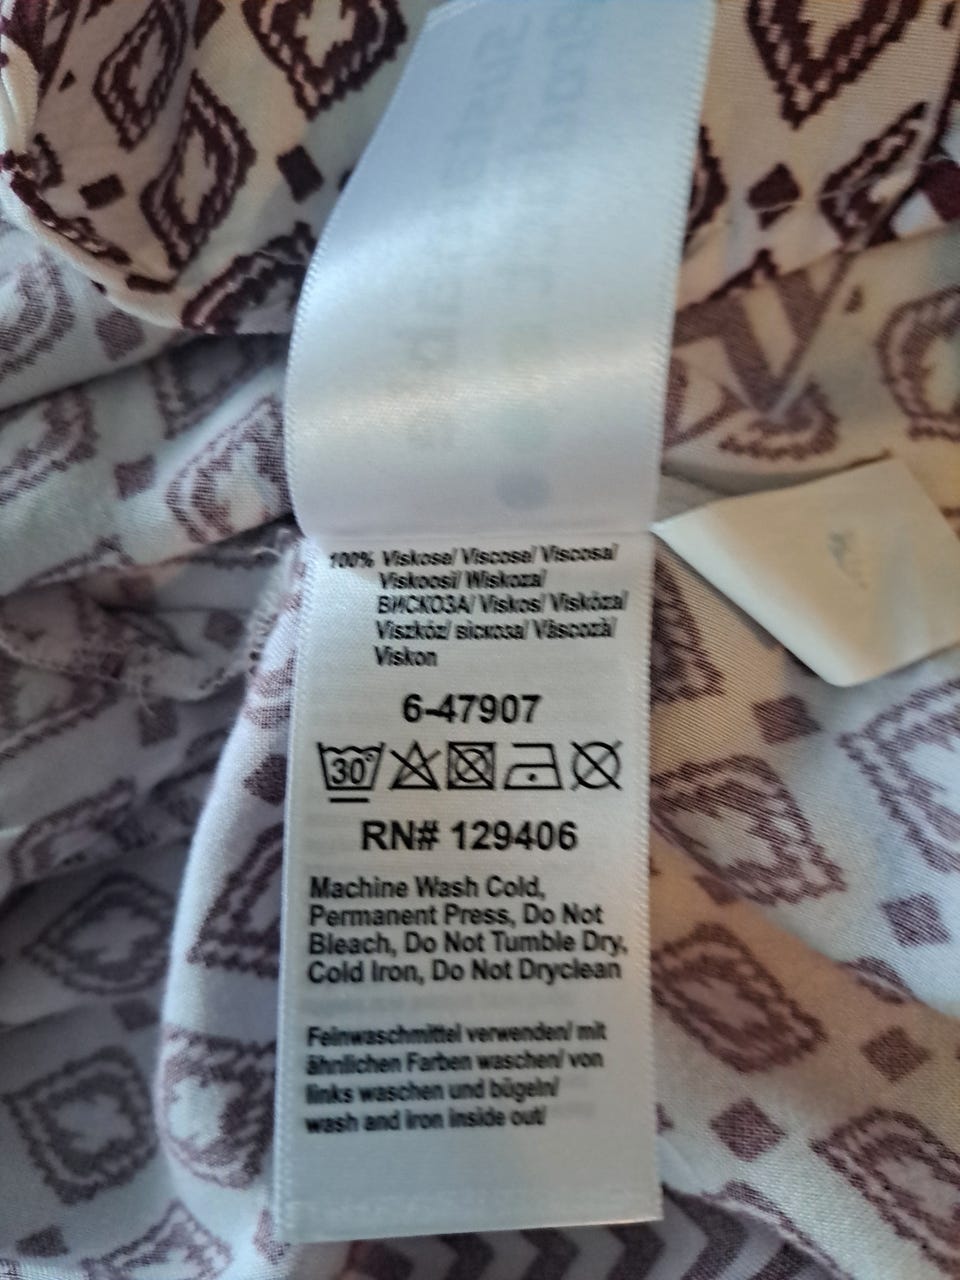 100% Viskose/ Viscose/ Viscosa/
Viskoosi/ Wiskoza/
ВИСКОЗА/ Viskos/ Viskóza/
Viszkóz/ віскоза/ Vâscoză/
Viskon
6-47907
30°
RN# 129406
Machine Wash Cold,
Permanent Press, Do Not
Bleach, Do Not Tumble Dry,
Cold Iron, Do Not Dryclean
Feinwaschmittel verwenden/ mit
ähnlichen Farben waschen/ von
links waschen und bügeln/
wash and iron inside out/